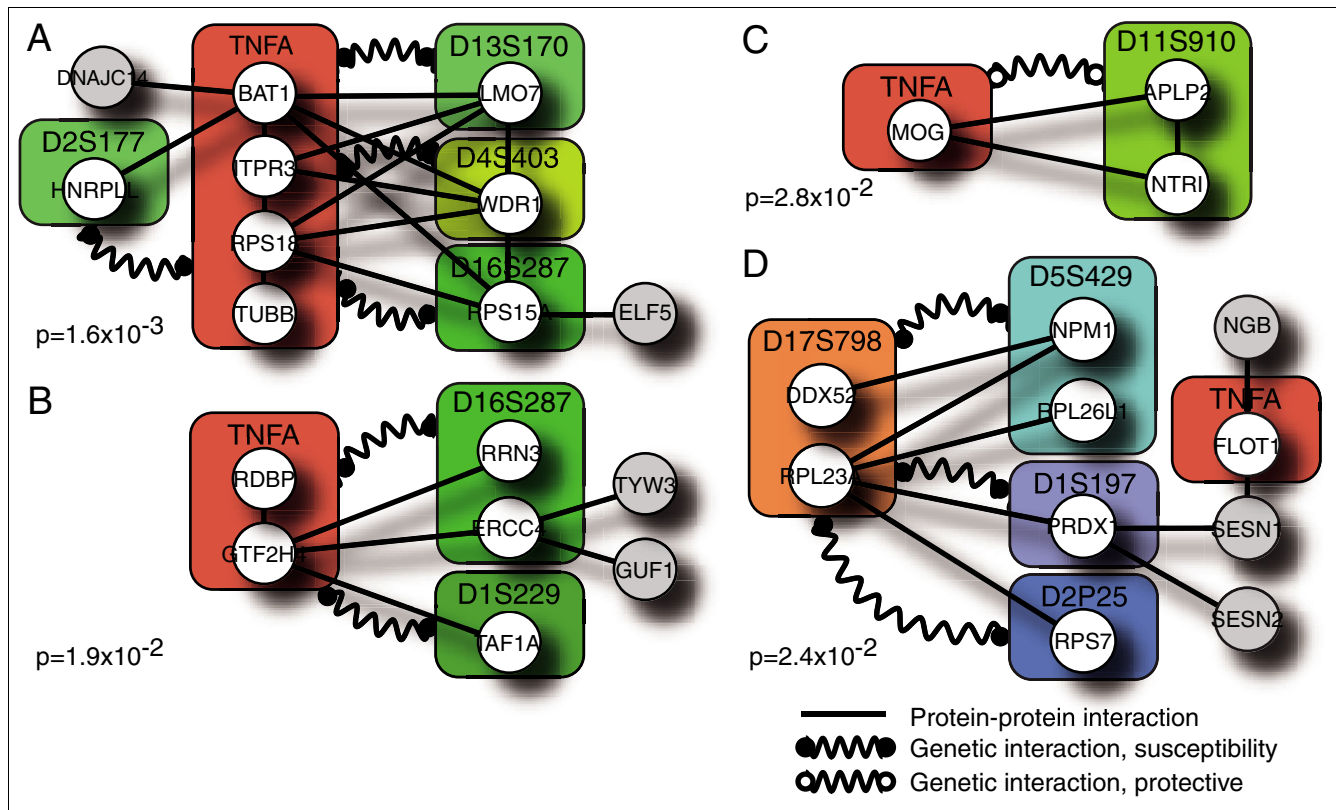 A
TNFA
D13S170
DNAJC14
BAT1
LMO7
D2S177
ITPR3
D4S403
HNRPLL
WDR1
RPS18
D16S287
TUBB
RPS15A
ELF5
p=1.6x10-3
B
TNFA
D16S287
RDBP
RRN3
TYW3
GTF2H4
ERCC4
GUF1
D1S229
TAF1A
p=1.9x10-2
C
D11S910
TNFA
APLP2
MOG
NTRI
p=2.8x10-2
D
D5S429
D17S798
NPM1
NGB
DDX52
RPL26L1
TNFA
FLOT1
RPL23A
D1S197
PRDX1
SESN1
D2P25
SESN2
RPS7
p=2.4x10-2
Protein-protein interaction
Genetic interaction, susceptibility
Genetic interaction, protective